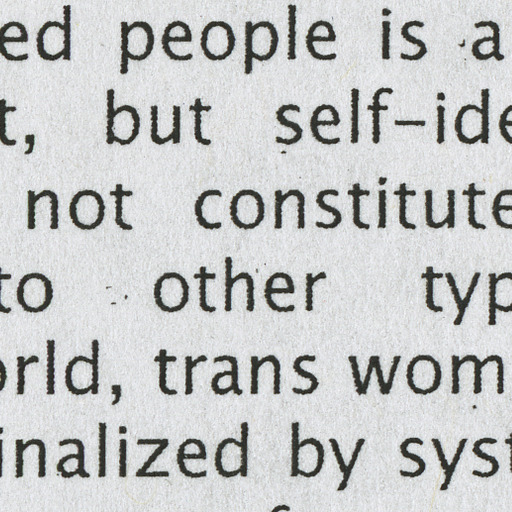 ed people is a
t, but self-ide
not constitute
to other typ
orld, trans wom
inalized by syst